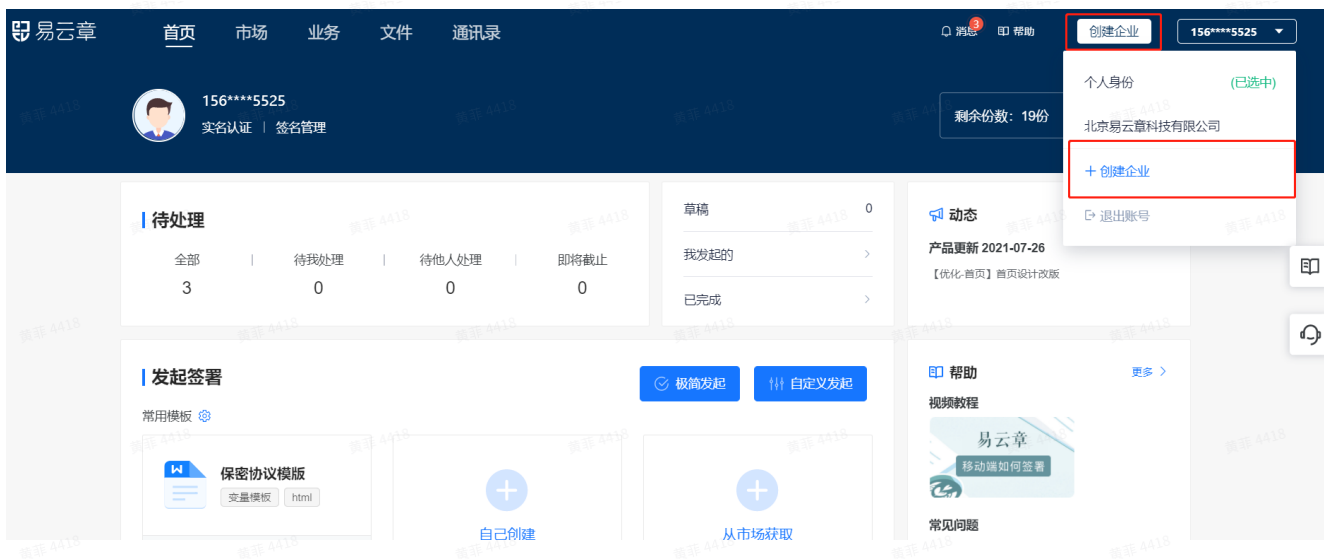 易云章
首页 市场 业务 文件 通讯录
消息 3 帮助 创建企业 156****5525
156****5525
实名认证 | 签名管理
剩余份数：19份
个人身份 (已选中)
北京易云章科技有限公司
+ 创建企业
退出账号
待处理
全部 | 待我处理 | 待他人处理 | 即将截止
3 0 0 0
草稿 0
我发起的
已完成
动态
产品更新 2021-07-26
【优化-首页】首页设计改版
发起签署
极简发起 自定义发起
常用模板
W 保密协议模版
变量模板 html
自己创建
从市场获取
帮助 更多
视频教程
易云章
移动端如何签署
常见问题
黄菲 4418